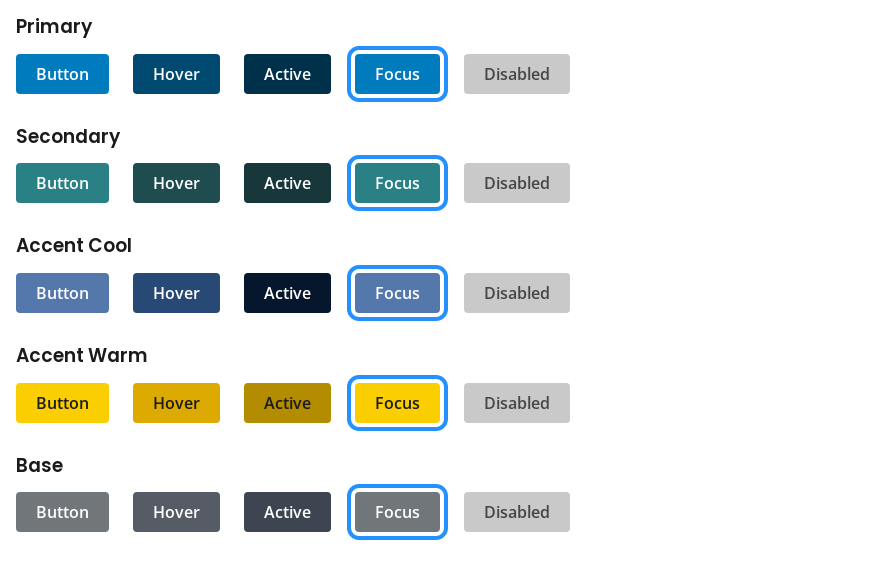 Primary
Button Hover Active Focus Disabled
Secondary
Button Hover Active Focus Disabled
Accent Cool
Button Hover Active Focus Disabled
Accent Warm
Button Hover Active Focus Disabled
Base
Button Hover Active Focus Disabled